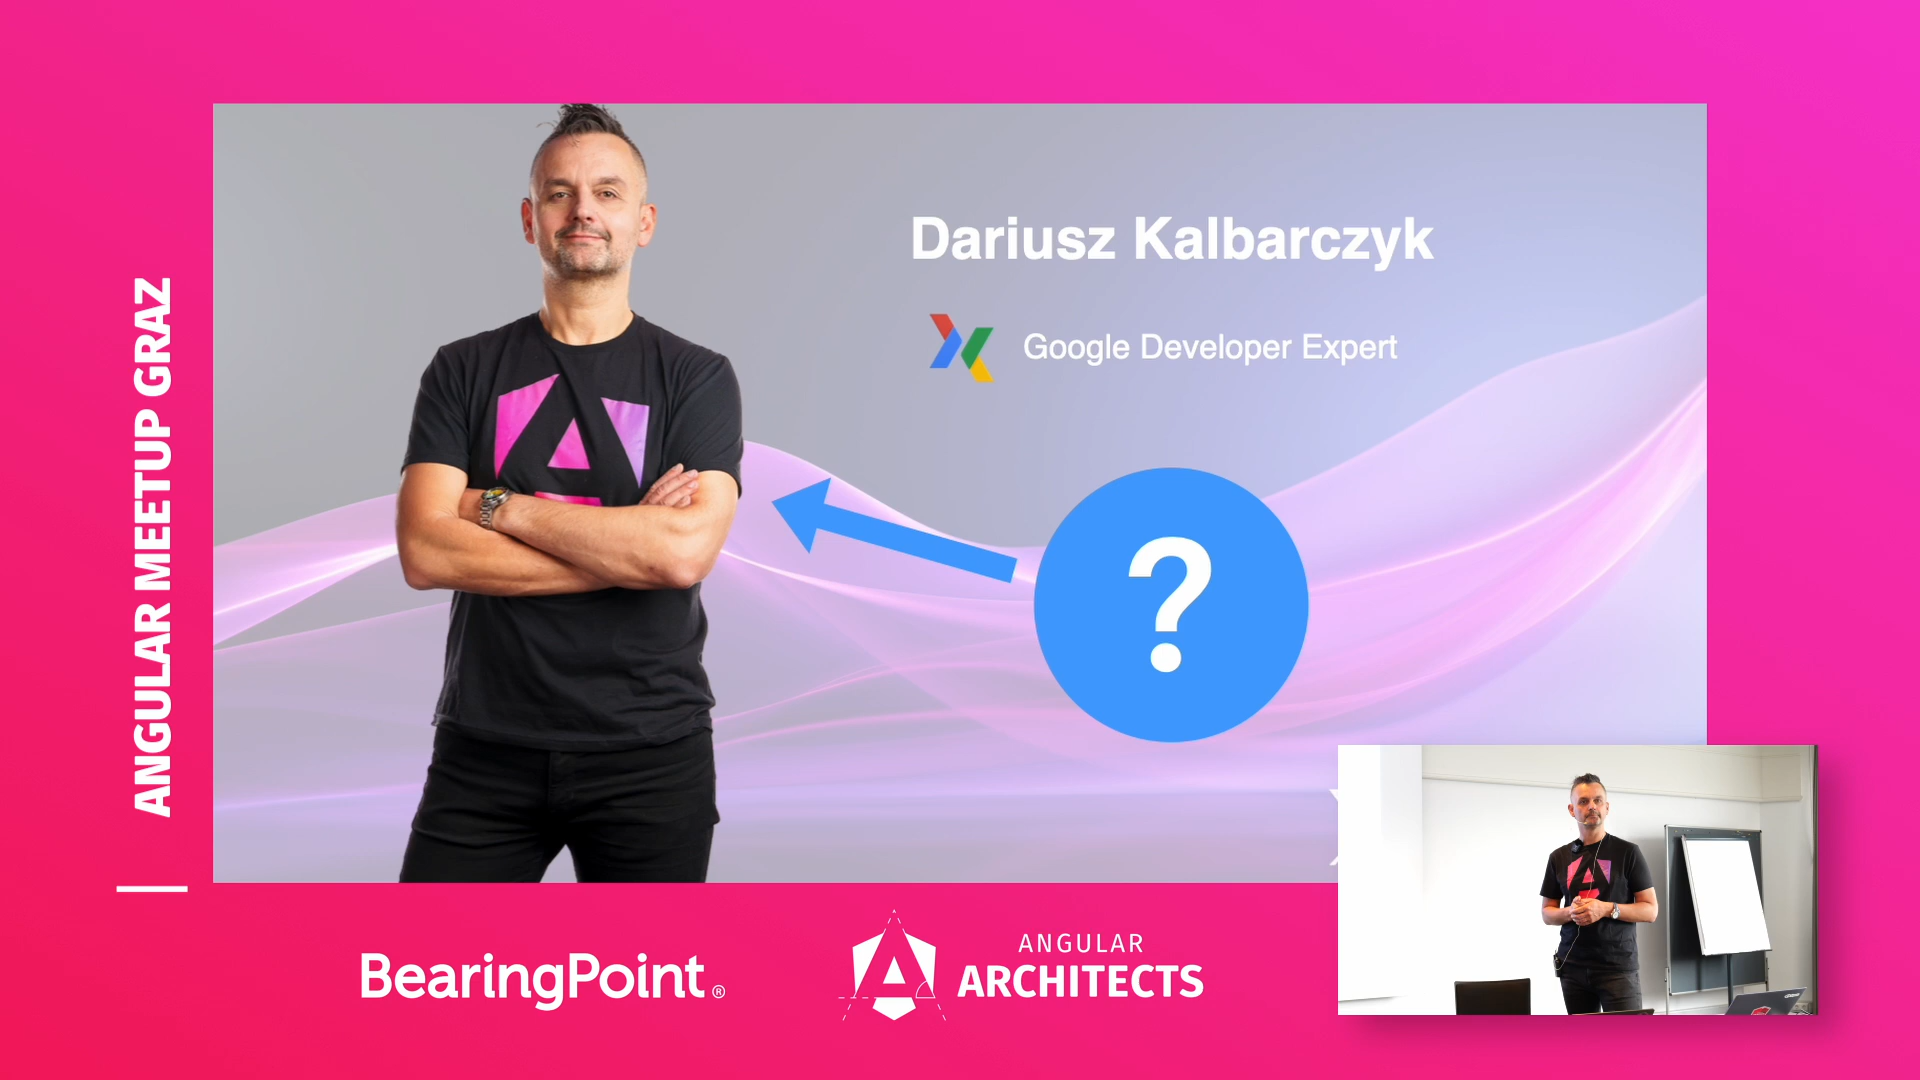 ANGULAR MEETUP GRAZ
Dariusz Kalbarczyk
Google Developer Expert
?
BearingPoint®
ANGULAR
ARCHITECTS